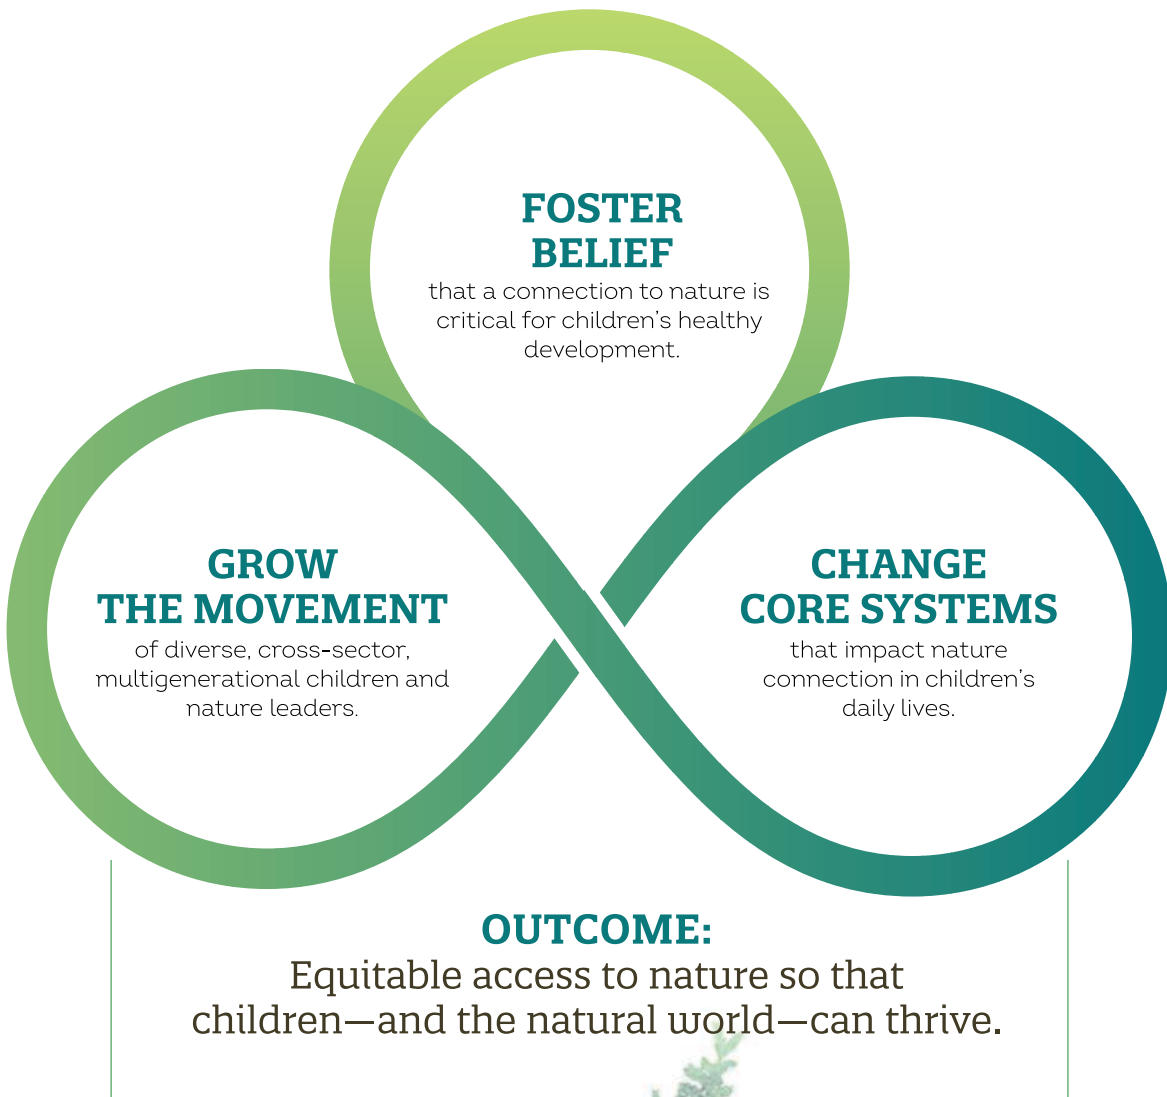 FOSTER
BELIEF
that a connection to nature is
critical for children’s healthy
development.
GROW
THE MOVEMENT
of diverse, cross-sector,
multigenerational children and
nature leaders.
CHANGE
CORE SYSTEMS
that impact nature
connection in children’s
daily lives.
OUTCOME:
Equitable access to nature so that
children—and the natural world—can thrive.